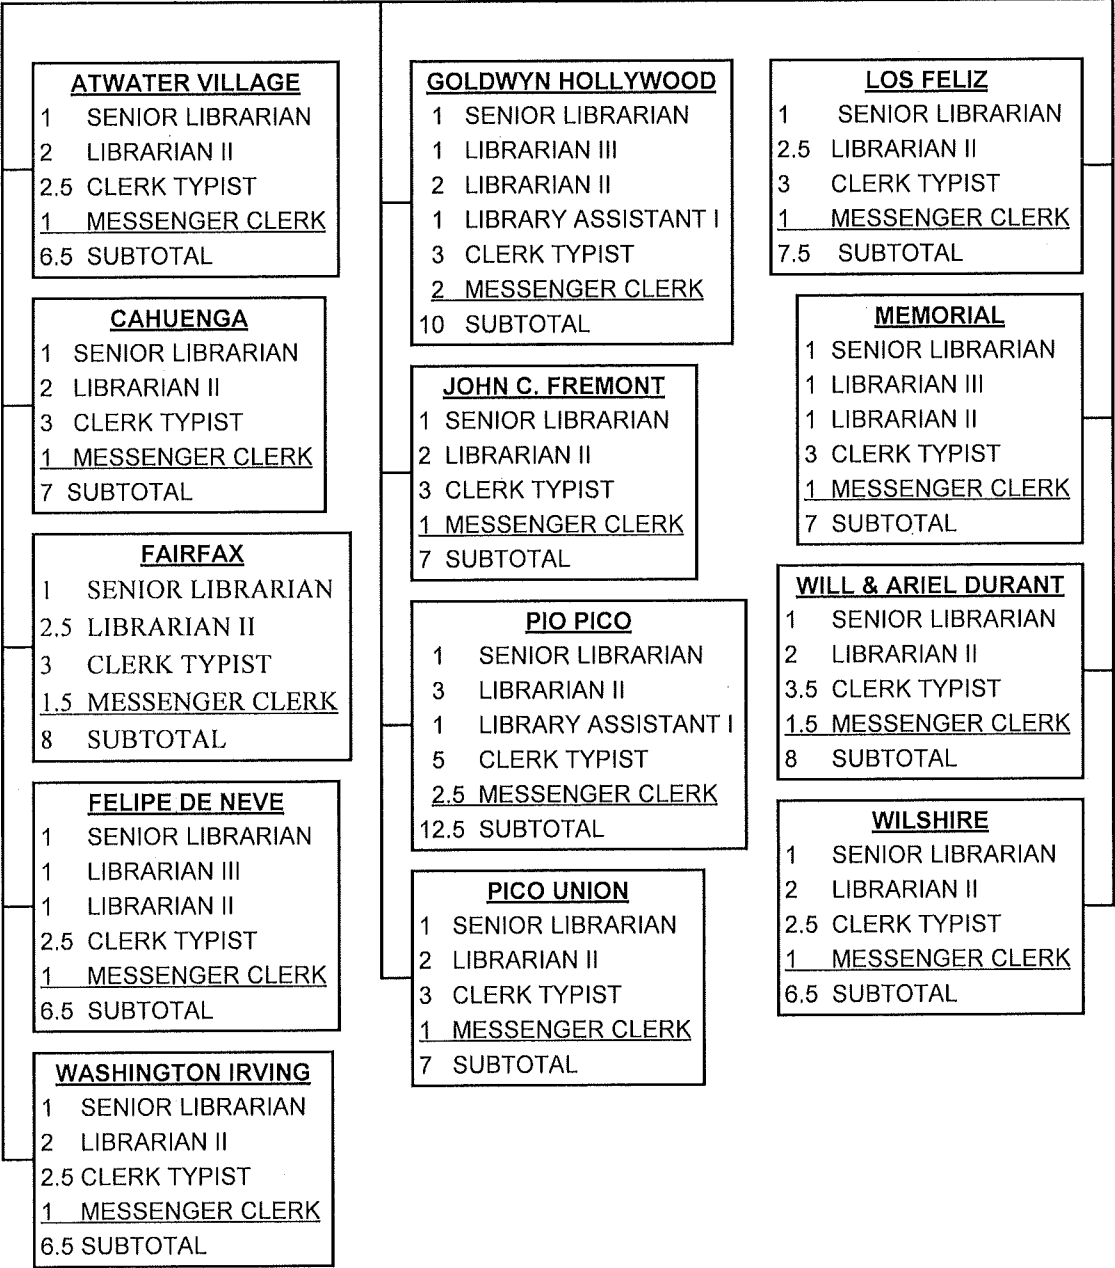 ATWATER VILLAGE
1 SENIOR LIBRARIAN
2 LIBRARIAN II
2.5 CLERK TYPIST
1 MESSENGER CLERK
6.5 SUBTOTAL
CAHUENGA
1 SENIOR LIBRARIAN
2 LIBRARIAN II
3 CLERK TYPIST
1 MESSENGER CLERK
7 SUBTOTAL
FAIRFAX
1 SENIOR LIBRARIAN
2.5 LIBRARIAN II
3 CLERK TYPIST
1.5 MESSENGER CLERK
8 SUBTOTAL
FELIPE DE NEVE
1 SENIOR LIBRARIAN
1 LIBRARIAN III
1 LIBRARIAN II
2.5 CLERK TYPIST
1 MESSENGER CLERK
6.5 SUBTOTAL
WASHINGTON IRVING
1 SENIOR LIBRARIAN
2 LIBRARIAN II
2.5 CLERK TYPIST
1 MESSENGER CLERK
6.5 SUBTOTAL
GOLDWYN HOLLYWOOD
1 SENIOR LIBRARIAN
1 LIBRARIAN III
2 LIBRARIAN II
1 LIBRARY ASSISTANT I
3 CLERK TYPIST
2 MESSENGER CLERK
10 SUBTOTAL
JOHN C. FREMONT
1 SENIOR LIBRARIAN
2 LIBRARIAN II
3 CLERK TYPIST
1 MESSENGER CLERK
7 SUBTOTAL
PIO PICO
1 SENIOR LIBRARIAN
3 LIBRARIAN II
1 LIBRARY ASSISTANT I
5 CLERK TYPIST
2.5 MESSENGER CLERK
12.5 SUBTOTAL
PICO UNION
1 SENIOR LIBRARIAN
2 LIBRARIAN II
3 CLERK TYPIST
1 MESSENGER CLERK
7 SUBTOTAL
LOS FELIZ
1 SENIOR LIBRARIAN
2.5 LIBRARIAN II
3 CLERK TYPIST
1 MESSENGER CLERK
7.5 SUBTOTAL
MEMORIAL
1 SENIOR LIBRARIAN
1 LIBRARIAN III
1 LIBRARIAN II
3 CLERK TYPIST
1 MESSENGER CLERK
7 SUBTOTAL
WILL & ARIEL DURANT
1 SENIOR LIBRARIAN
2 LIBRARIAN II
3.5 CLERK TYPIST
1.5 MESSENGER CLERK
8 SUBTOTAL
WILSHIRE
1 SENIOR LIBRARIAN
2 LIBRARIAN II
2.5 CLERK TYPIST
1 MESSENGER CLERK
6.5 SUBTOTAL